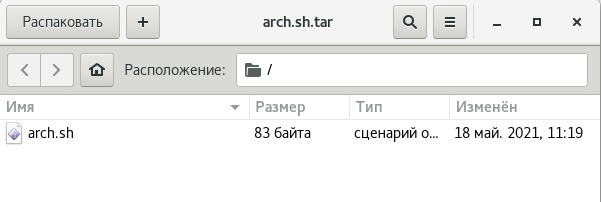 Распаковать + arch.sh.tar
Расположение: /
Имя Размер Тип Изменён
arch.sh 83 байта сценарий о... 18 май. 2021, 11:19